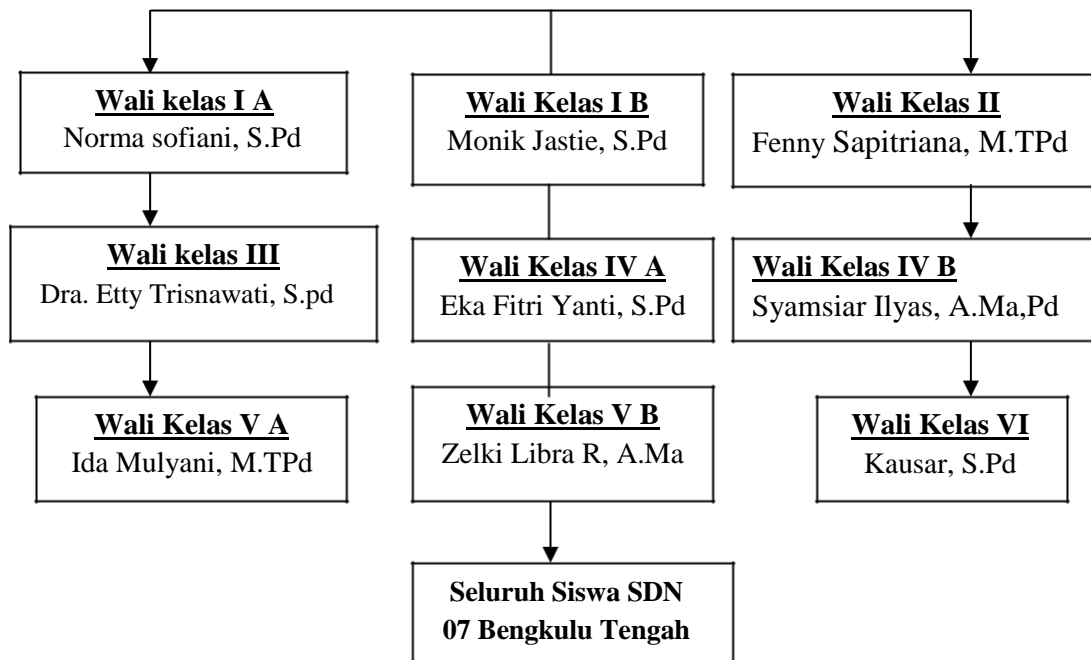 Wali kelas I A
Norma sofiani, S.Pd
Wali Kelas I B
Monik Jastie, S.Pd
Wali Kelas II
Fenny Sapitriana, M.TPd
Wali kelas III
Dra. Etty Trisnawati, S.pd
Wali Kelas IV A
Eka Fitri Yanti, S.Pd
Wali Kelas IV B
Syamsiar Ilyas, A.Ma,Pd
Wali Kelas V A
Ida Mulyani, M.TPd
Wali Kelas V B
Zelki Libra R, A.Ma
Wali Kelas VI
Kausar, S.Pd
Seluruh Siswa SDN
07 Bengkulu Tengah